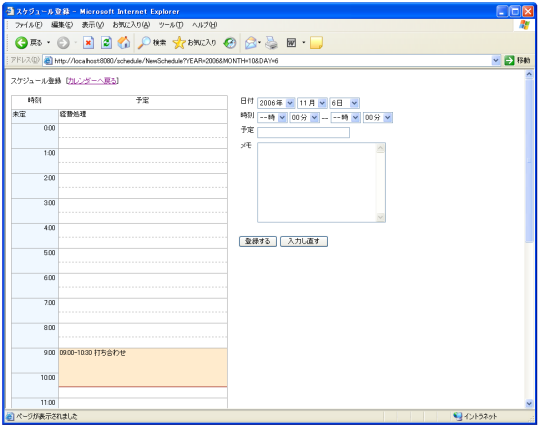 スケジュール登録 - Microsoft Internet Explorer
ファイル(F) 編集(E) 表示(V) お気に入り(A) ツール(T) ヘルプ(H)
戻る 検索 お気に入り
アドレス(D) http://localhost:8080/schedule/NewSchedule?YEAR=2006&MONTH=10&DAY=6 移動
スケジュール登録 [カレンダーへ戻る]
時刻 予定
未定 経費処理
0:00
1:00
2:00
3:00
4:00
5:00
6:00
7:00
8:00
9:00 09:00-10:30 打ち合わせ
10:00
11:00
日付 2006年 11月 6日
時刻 --時 00分 -- --時 00分
予定
メモ
登録する 入力し直す
ページが表示されました イントラネット